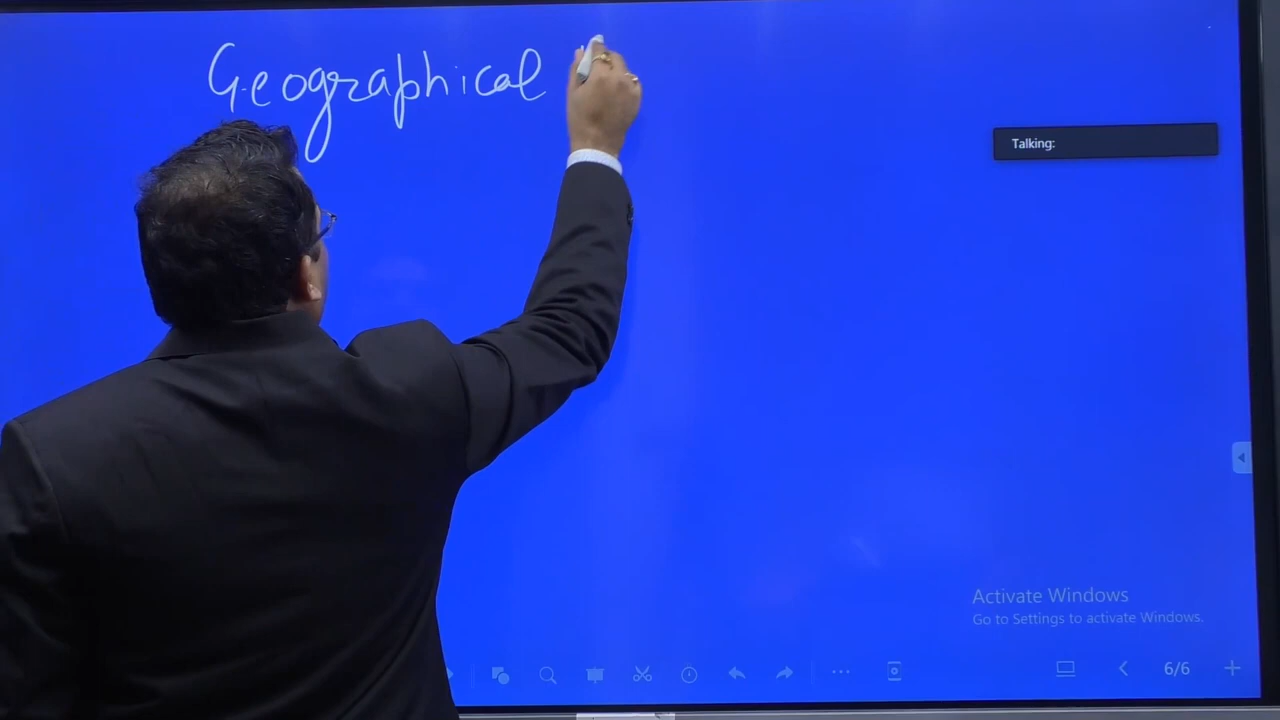 Geographical
Talking:
Activate Windows
Go to Settings to activate Windows.
6/6